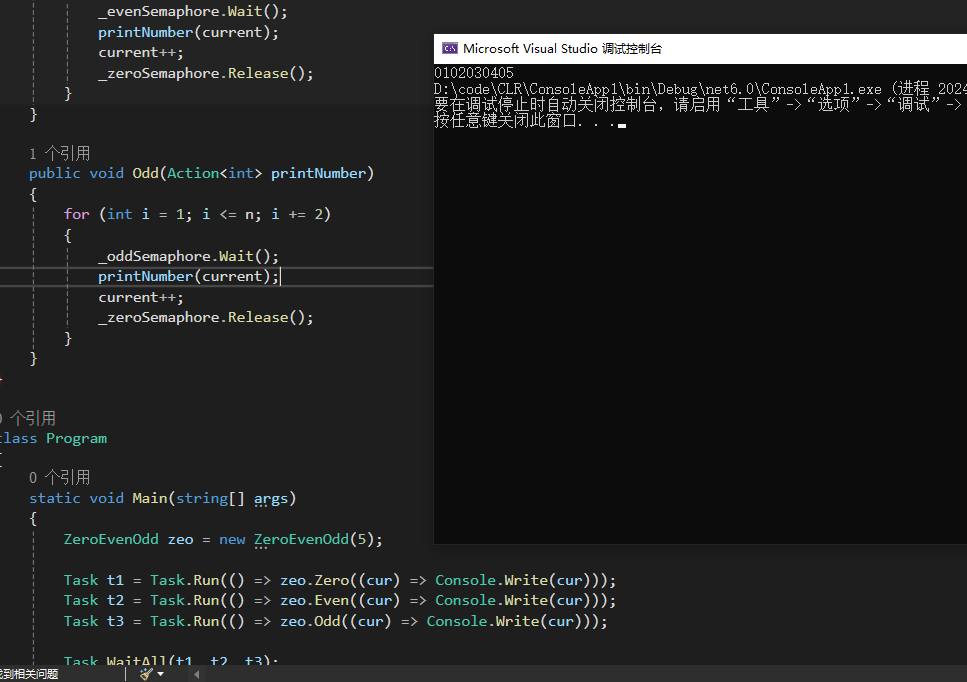 _evenSemaphore.Wait();
printNumber(current);
current++;
_zeroSemaphore.Release();
}
}
1 个引用
public void Odd(Action<int> printNumber)
{
for (int i = 1; i <= n; i += 2)
{
_oddSemaphore.Wait();
printNumber(current);
current++;
_zeroSemaphore.Release();
}
}
个引用
class Program
0 个引用
static void Main(string[] args)
{
ZeroEvenOdd zeo = new ZeroEvenOdd(5);
Task t1 = Task.Run(() => zeo.Zero((cur) => Console.Write(cur)));
Task t2 = Task.Run(() => zeo.Even((cur) => Console.Write(cur)));
Task t3 = Task.Run(() => zeo.Odd((cur) => Console.Write(cur)));
Task.WaitAll(t1, t2, t3);
到相关问题
Microsoft Visual Studio 调试控制台
0102030405
D:\code\CLR\ConsoleApp1\bin\Debug\net6.0\ConsoleApp1.exe (进程 2024
要在调试停止时自动关闭控制台，请启用“工具”->“选项”->“调试”->
按任意键关闭此窗口. . .